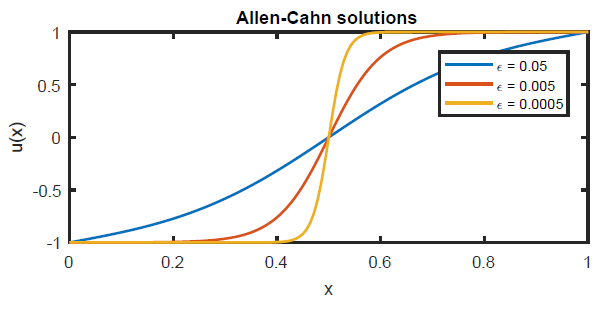 Allen-Cahn solutions
1
0.5
0
-0.5
-1
u(x)
ϵ = 0.05
ϵ = 0.005
ϵ = 0.0005
0 0.2 0.4 0.6 0.8 1
x